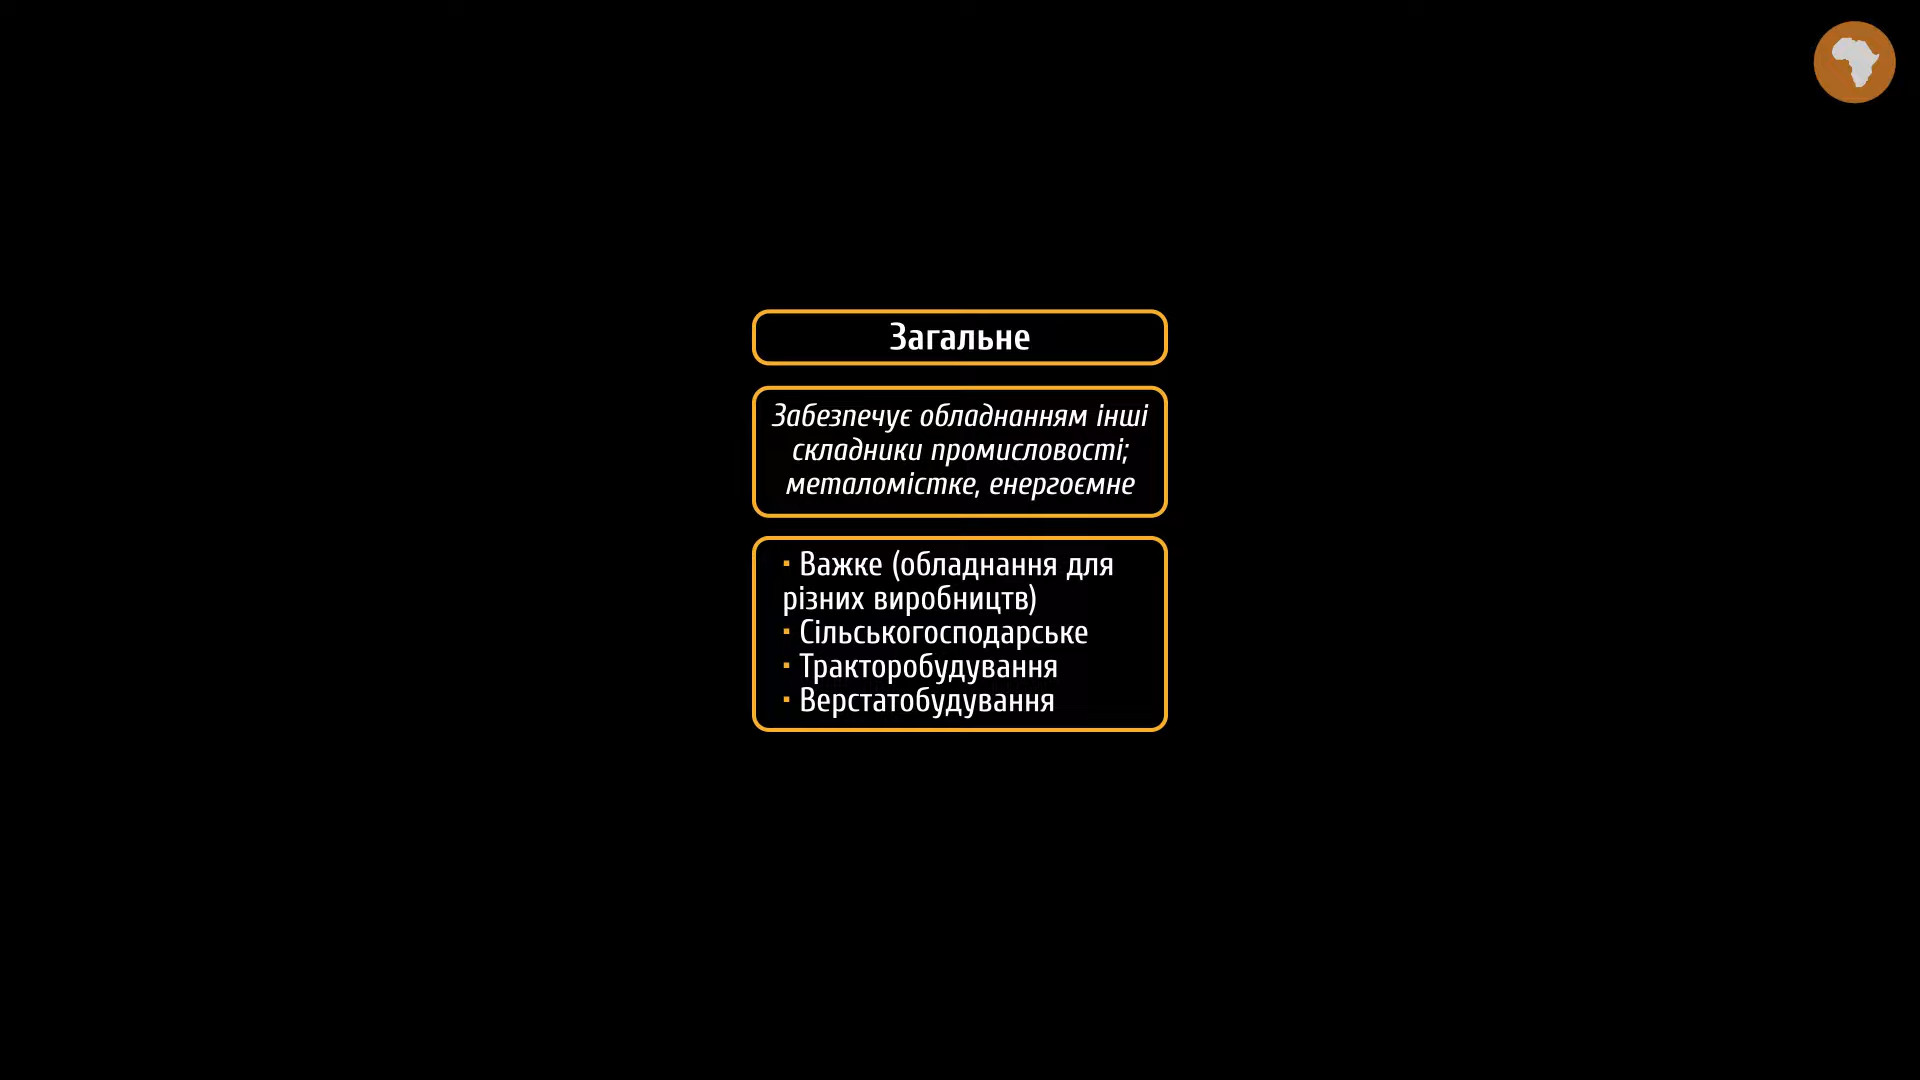 Загальне
Забезпечує обладнанням інші
складники промисловості;
металомістке, енергоємне
▪ Важке (обладнання для
різних виробництв)
▪ Сільськогосподарське
▪ Тракторобудування
▪ Верстатобудування